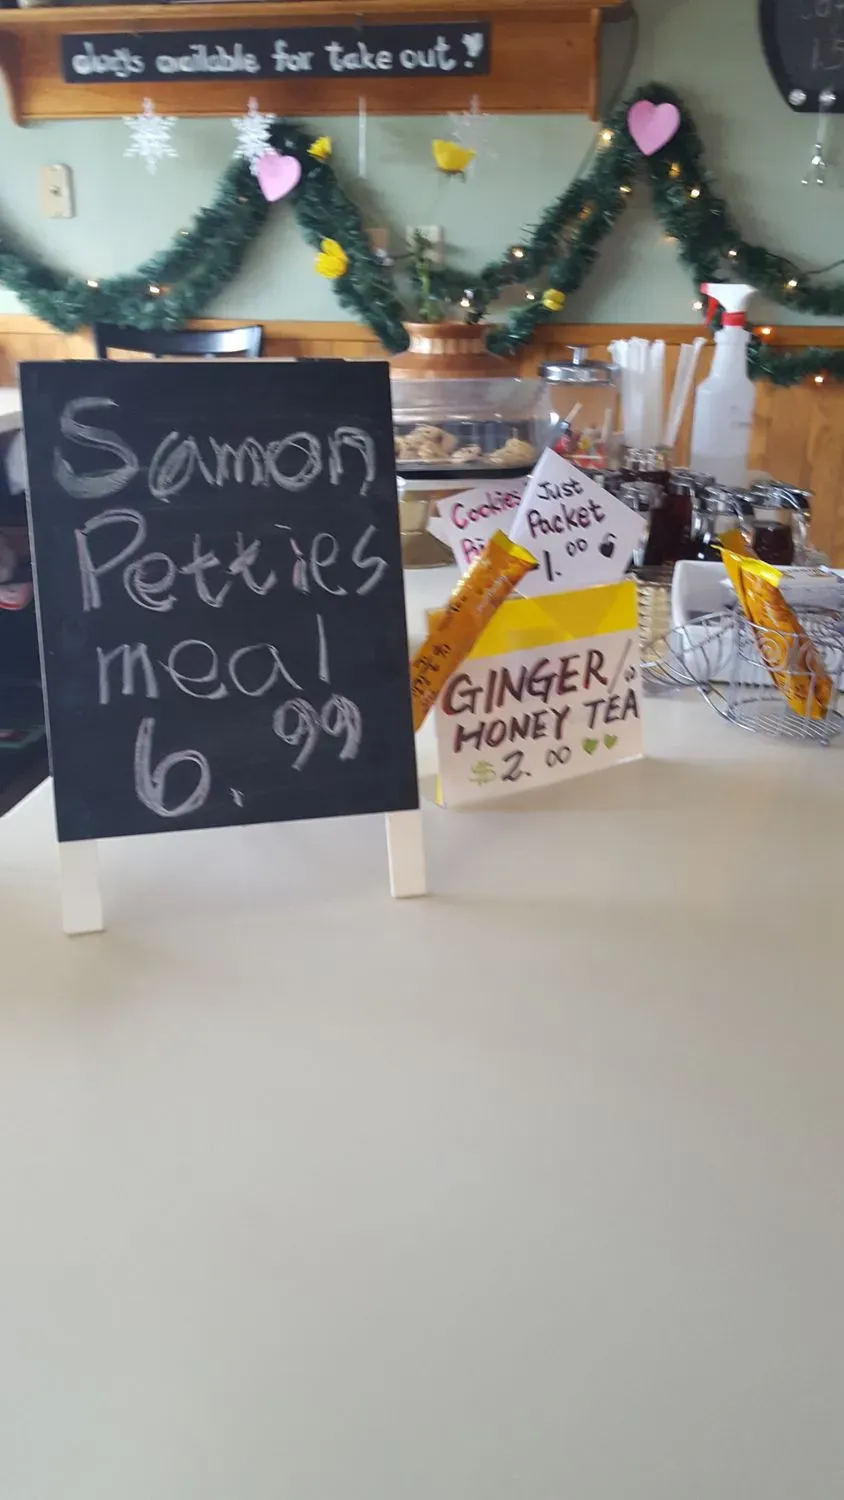 always available for take out!
Samon
Petties
meal
6.99
Cookies
Just
Packet
1.00
GINGER/
HONEY TEA
$2.00